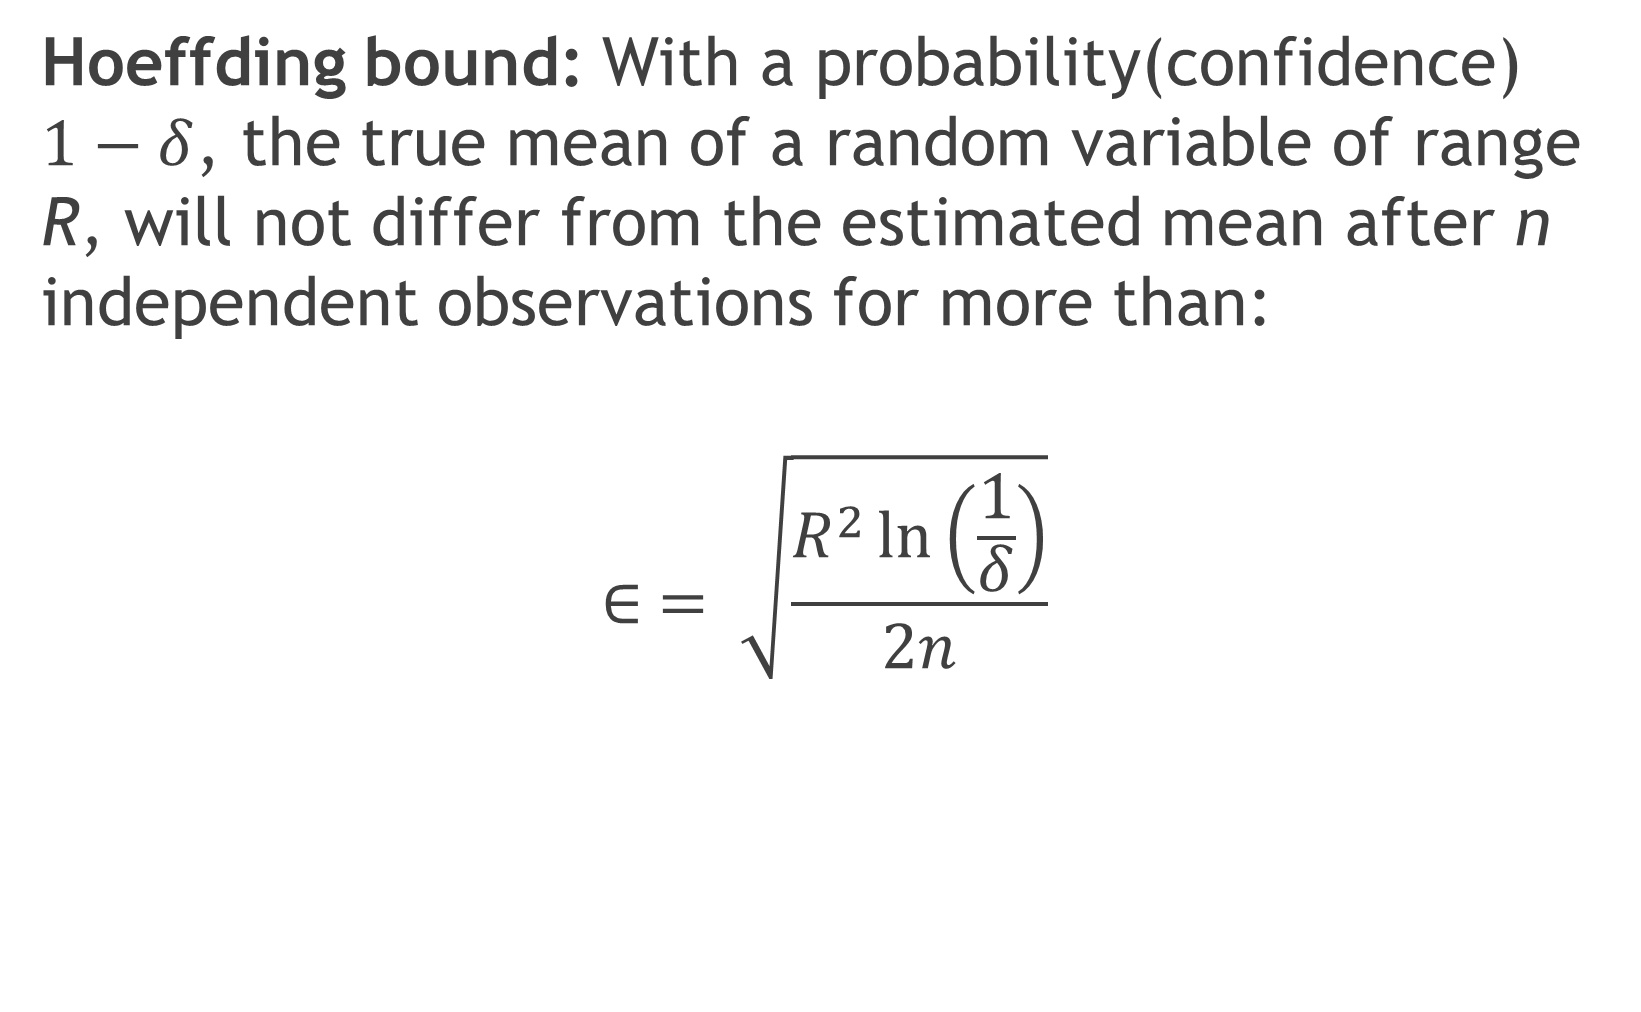 Hoeffding bound: With a probability(confidence)
1 − δ, the true mean of a random variable of range
R, will not differ from the estimated mean after n
independent observations for more than:
∈ = √(R² ln(1/δ) / 2n)